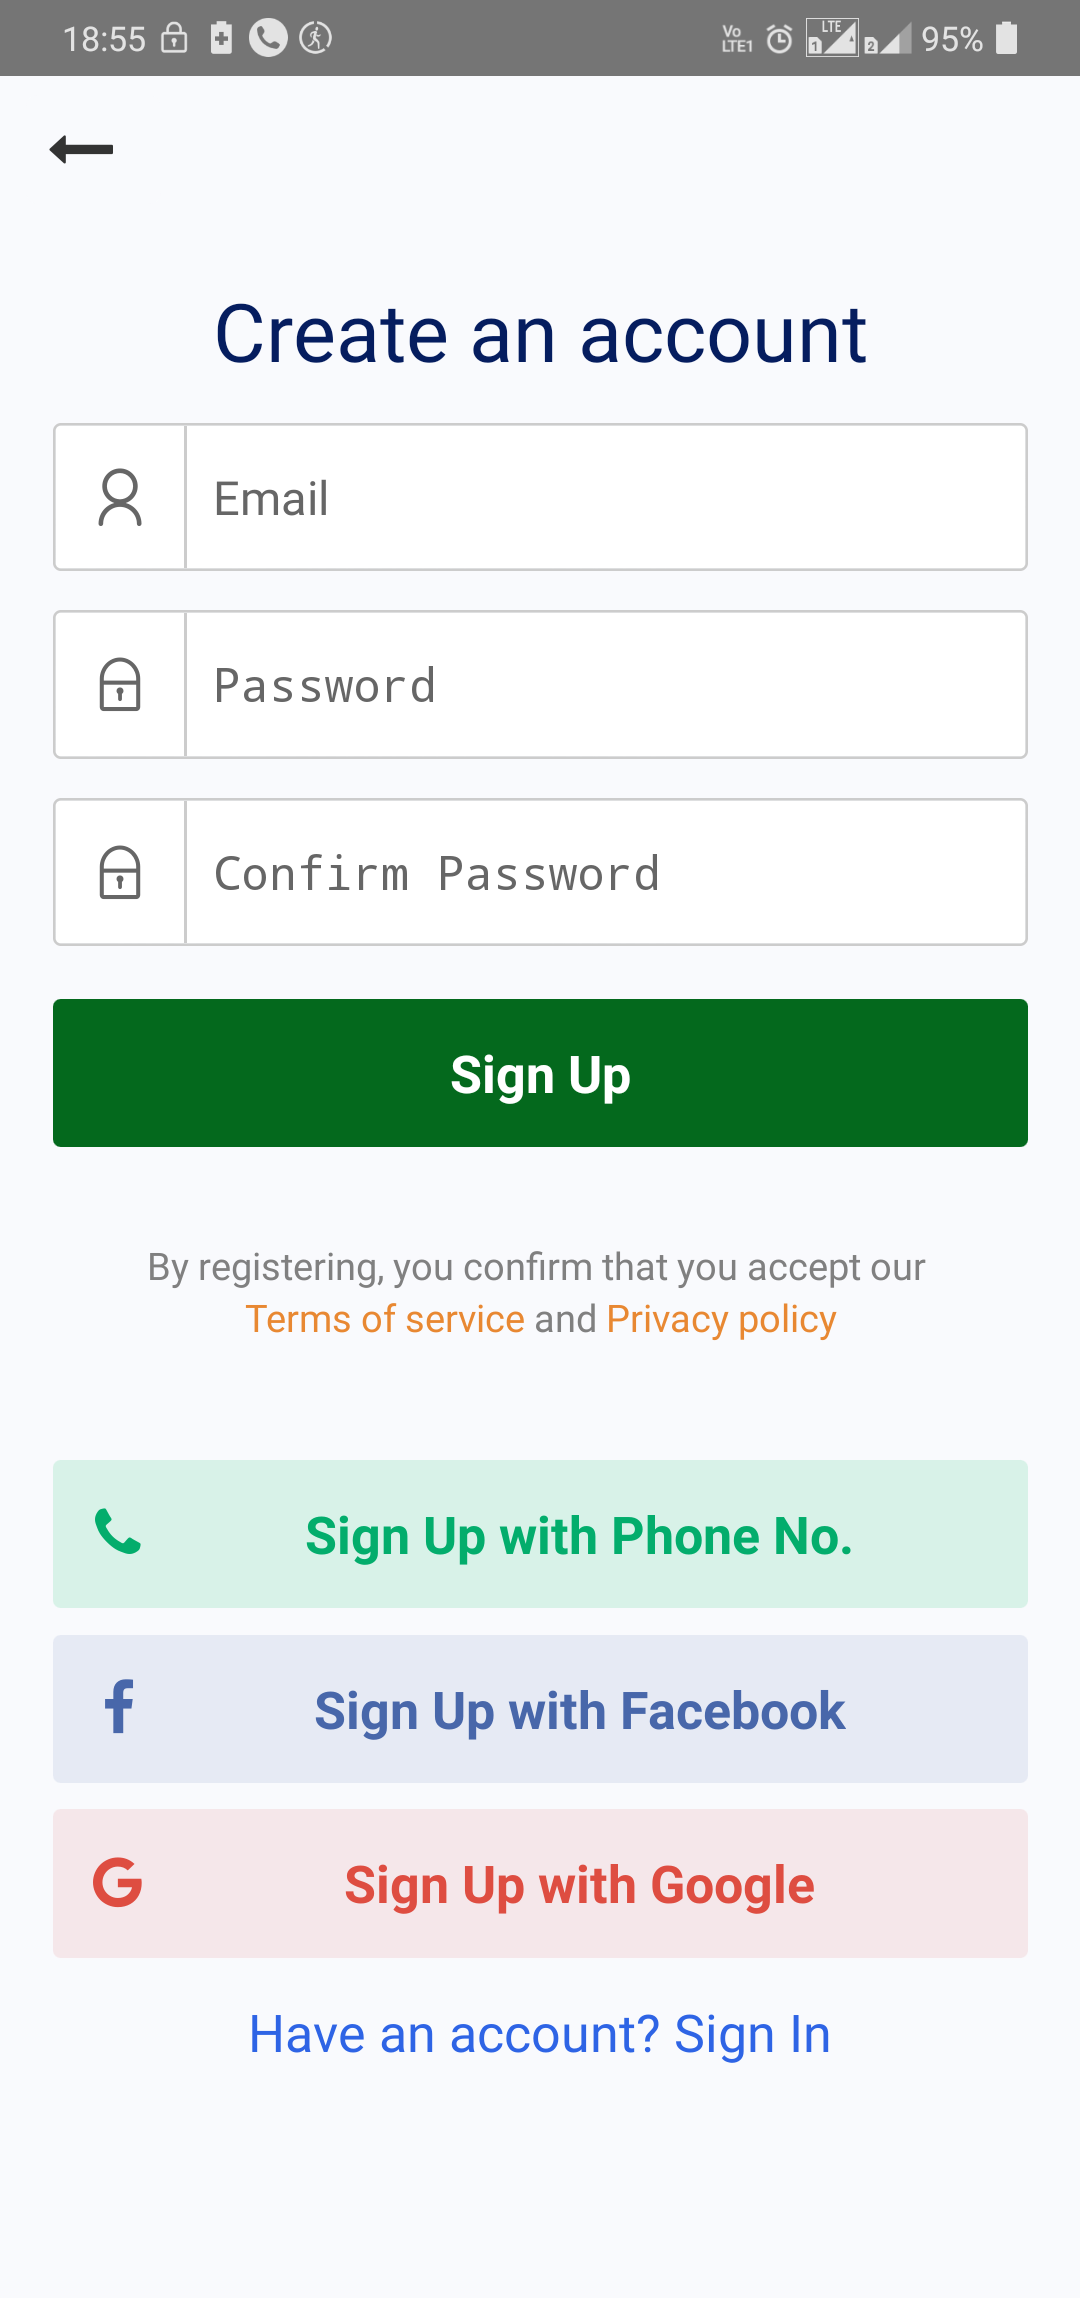 18:55 Vo LTE1 LTE 1 2 95%
Create an account
Email
Password
Confirm Password
Sign Up
By registering, you confirm that you accept our
Terms of service and Privacy policy
Sign Up with Phone No.
Sign Up with Facebook
Sign Up with Google
Have an account? Sign In